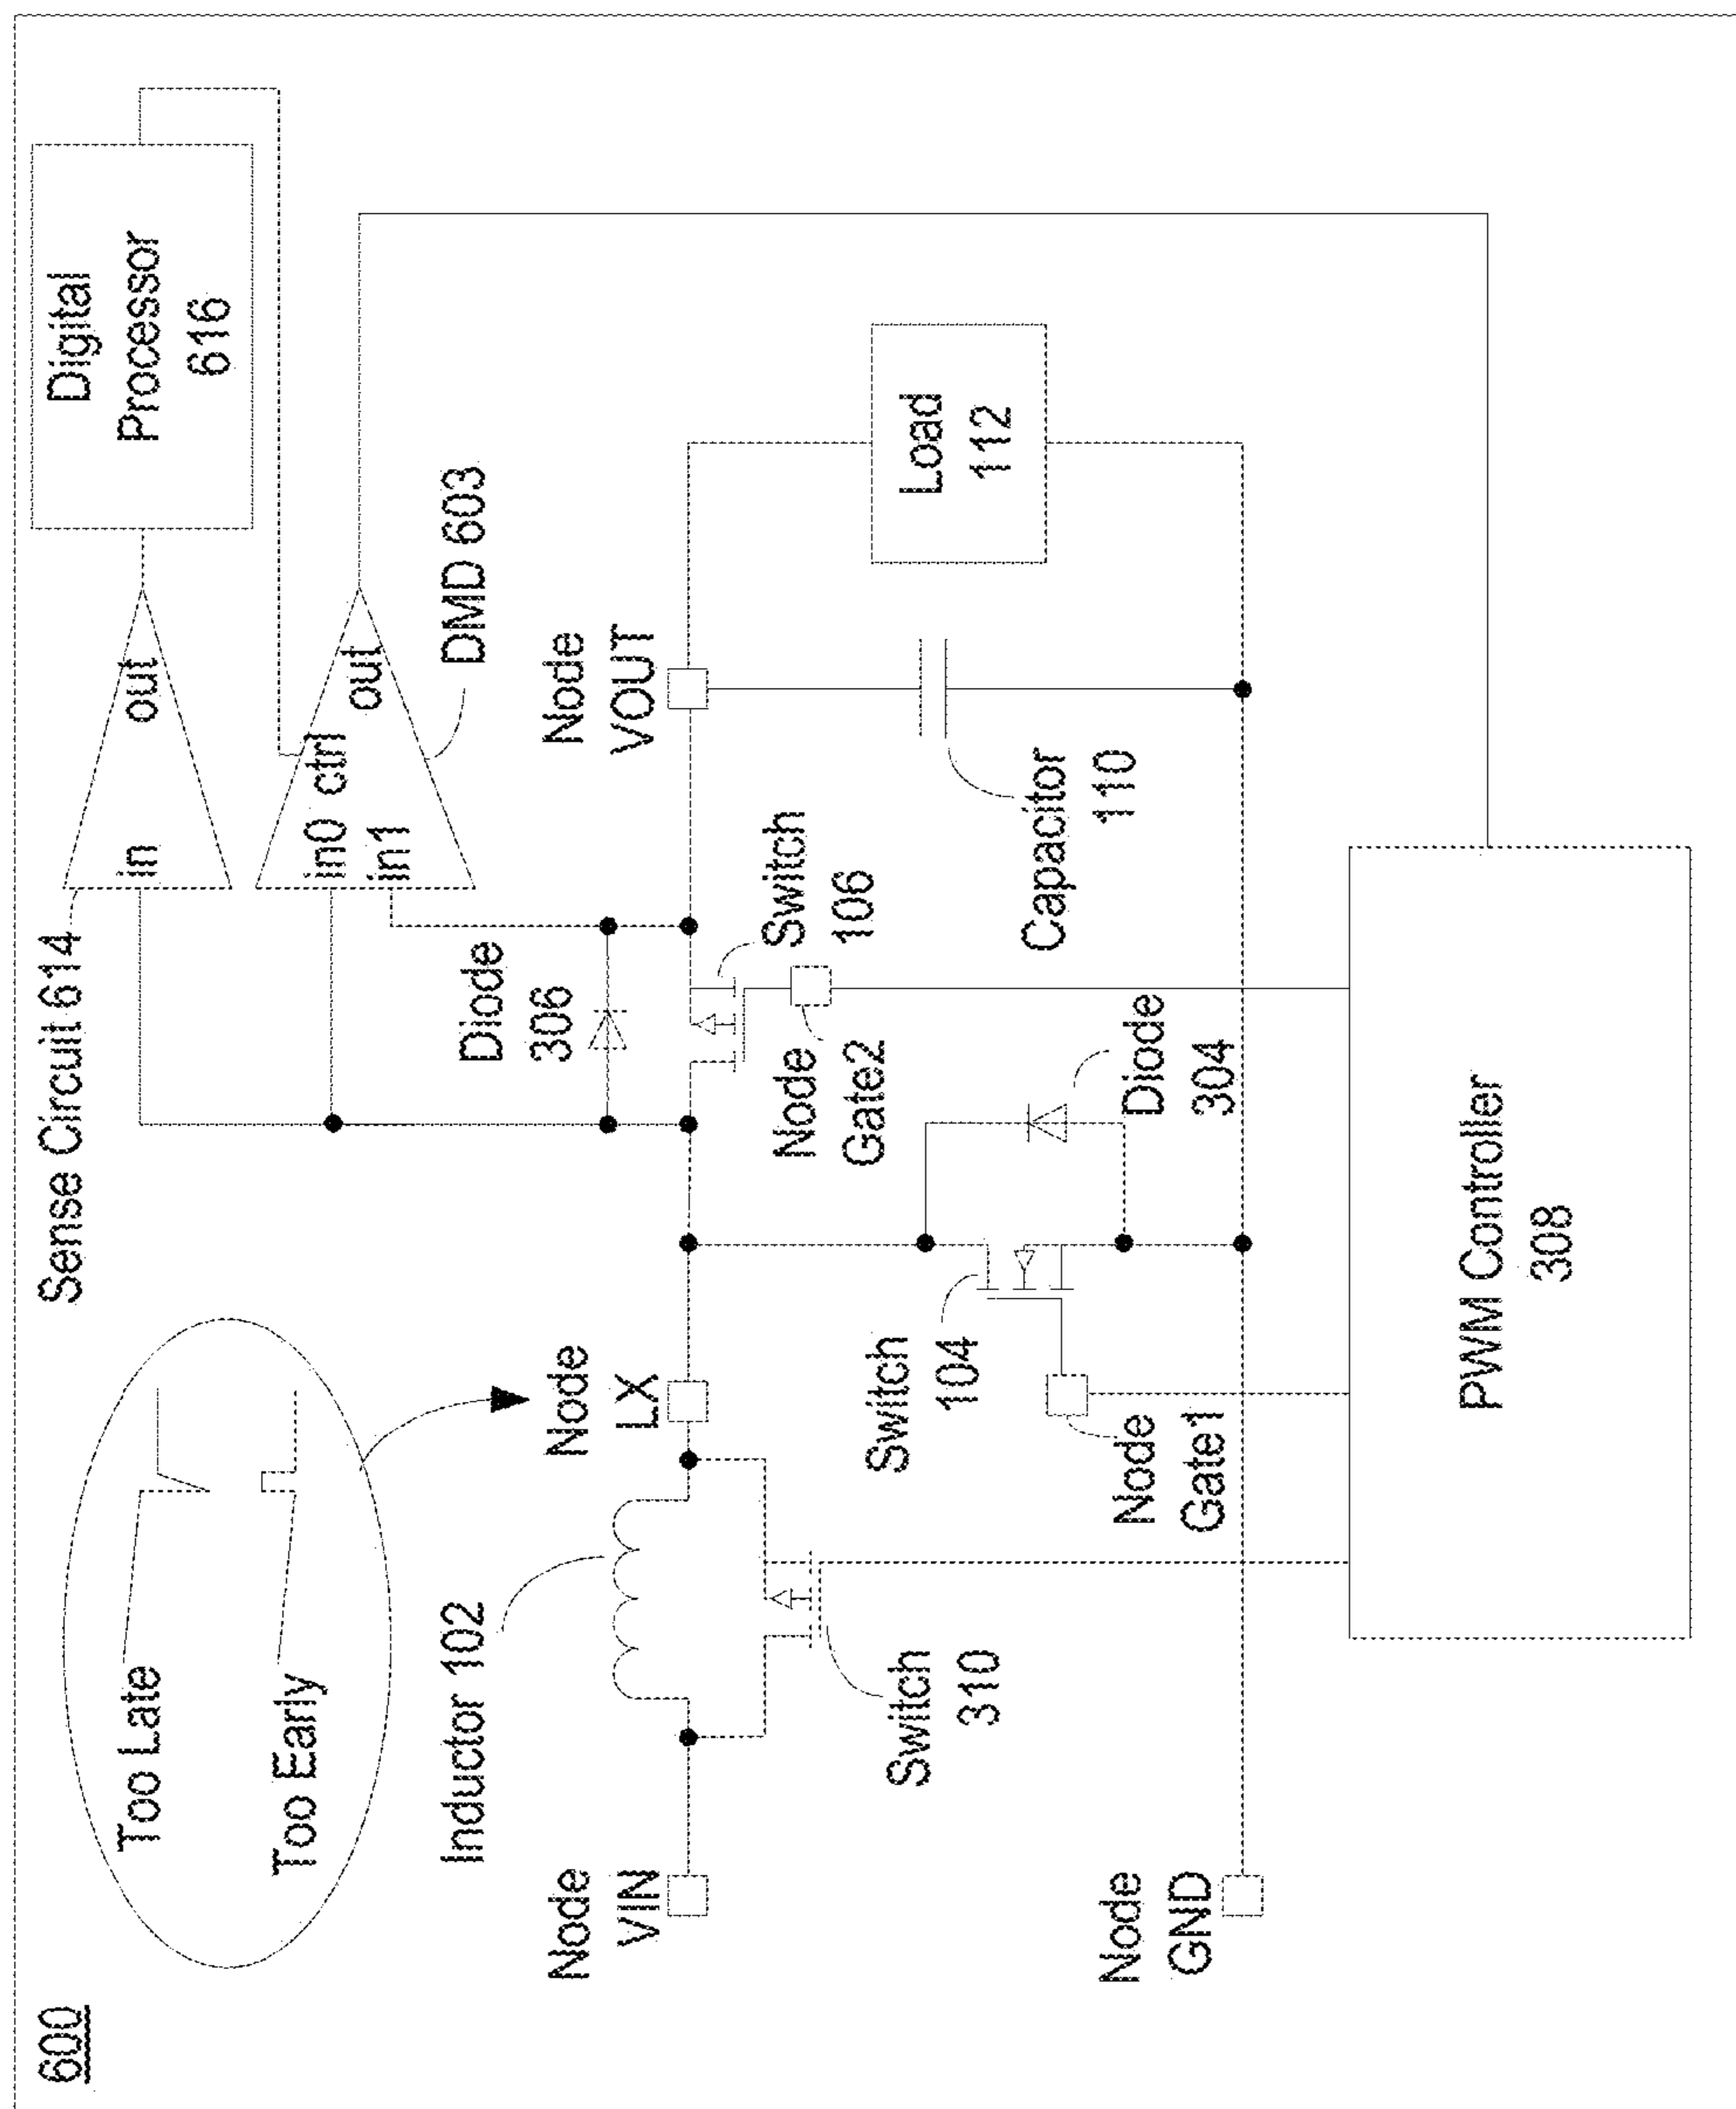 600
Too Late
Too Early
Sense Circuit 614
in
out
Digital
Processor
616
in0 ctrl
in1
out
DMD 603
Inductor 102
Node
VIN
Node
LX
Diode
306
Node
VOUT
Switch
106
Node
Gate2
Switch
310
Switch
104
Load
112
Capacitor
110
Diode
304
Node
Gate1
Node
GND
PWM Controller
308